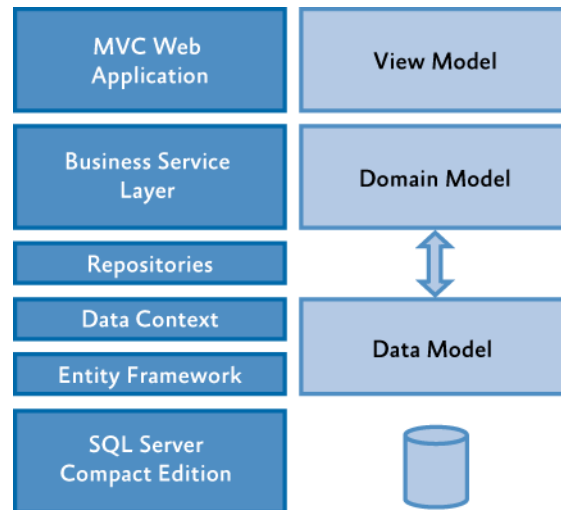 MVC Web
Application
View Model
Business Service
Layer
Domain Model
Repositories
Data Context
Entity Framework
Data Model
SQL Server
Compact Edition